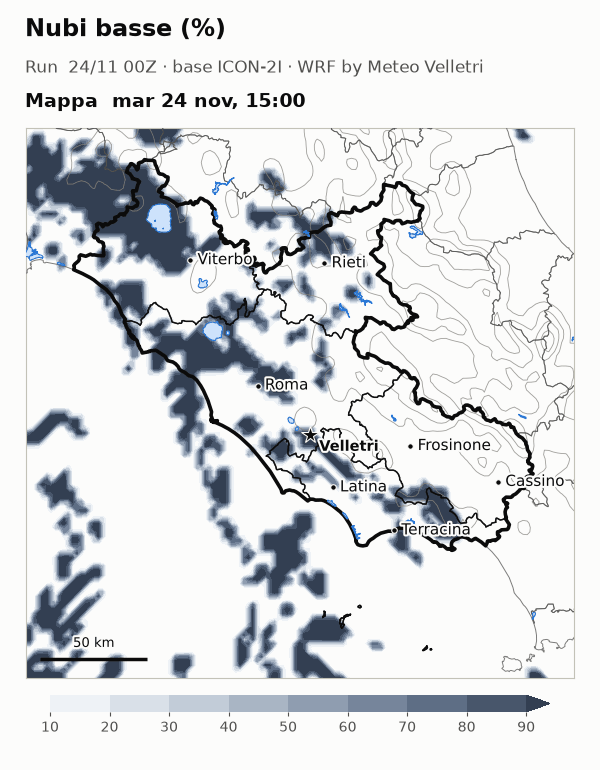 Nubi basse (%)
Run  24/11 00Z · base ICON-2I · WRF by Meteo Velletri
Mappa  mar 24 nov, 15:00
Viterbo
Rieti
Roma
Velletri
Frosinone
Cassino
Latina
Terracina
50 km
10 20 30 40 50 60 70 80 90